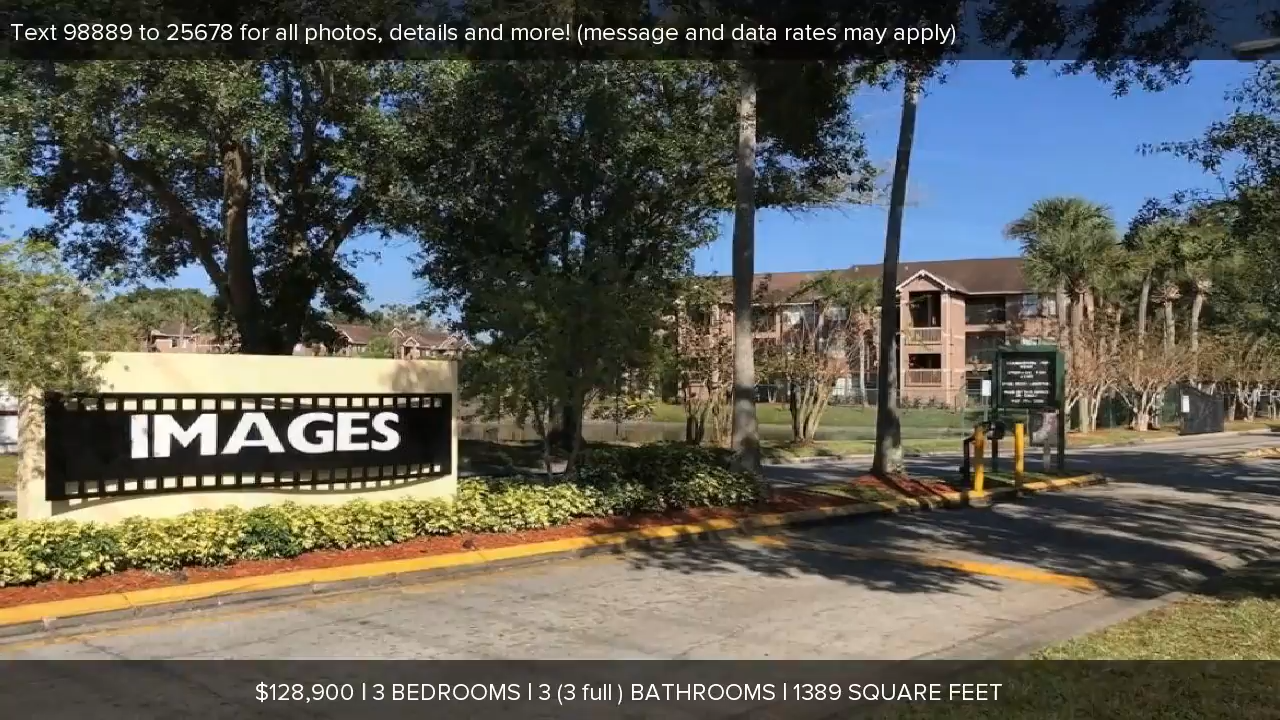 Text 98889 to 25678 for all photos, details and more! (message and data rates may apply)
IMAGES
$128,900 | 3 BEDROOMS | 3 (3 full ) BATHROOMS | 1389 SQUARE FEET